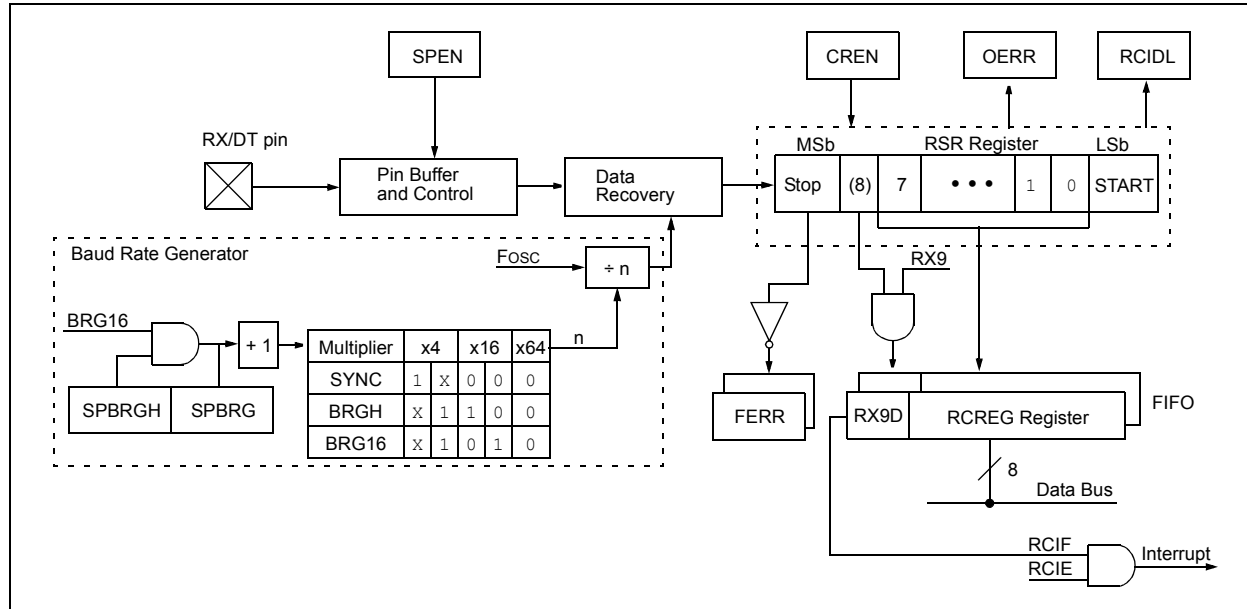 SPEN
CREN
OERR
RCIDL
RX/DT pin
Pin Buffer
and Control
Data
Recovery
MSb RSR Register LSb
Stop (8) 7 • • • 1 0 START
Baud Rate Generator
FOSC
÷ n
RX9
BRG16
+ 1
n
Multiplier x4 x16 x64
SYNC 1 X 0 0 0
BRGH X 1 1 0 0
BRG16 X 1 0 1 0
SPBRGH SPBRG
FERR
RX9D RCREG Register
FIFO
8
Data Bus
RCIF
RCIE
Interrupt